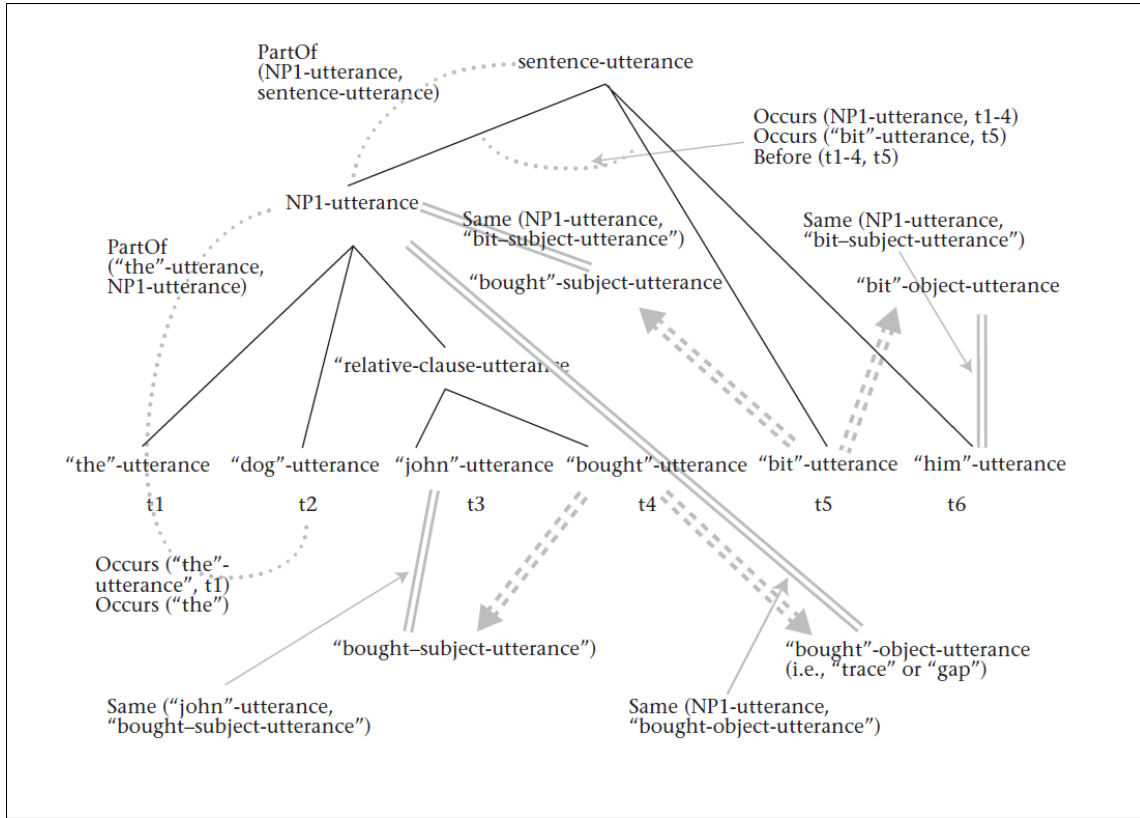 PartOf
(NP1-utterance,
sentence-utterance)
sentence-utterance
Occurs (NP1-utterance, t1-4)
Occurs (“bit”-utterance, t5)
Before (t1-4, t5)
NP1-utterance
Same (NP1-utterance,
“bit–subject-utterance”)
Same (NP1-utterance,
“bit–subject-utterance”)
PartOf
(“the”-utterance,
NP1-utterance)
“bought”-subject-utterance
“bit”-object-utterance
“relative-clause-utterance
“the”-utterance
“dog”-utterance
“john”-utterance
“bought”-utterance
“bit”-utterance
“him”-utterance
t1
t2
t3
t4
t5
t6
Occurs (“the”-
utterance”, t1)
Occurs (“the”)
“bought–subject-utterance”)
“bought”-object-utterance
(i.e., “trace” or “gap”)
Same (“john”-utterance,
“bought–subject-utterance”)
Same (NP1-utterance,
“bought-object-utterance”)